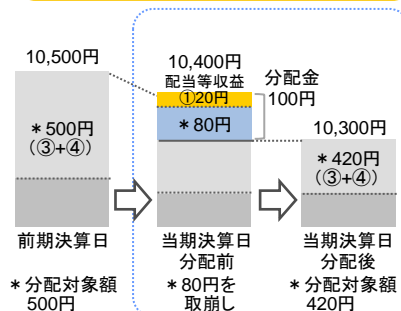 10,500円
10,400円
配当等収益
①20円
分配金
100円
＊500円
（③+④）
＊80円
10,300円
＊420円
（③+④）
前期決算日
当期決算日
分配前
当期決算日
分配後
＊分配対象額
500円
＊80円を
取崩し
＊分配対象額
420円